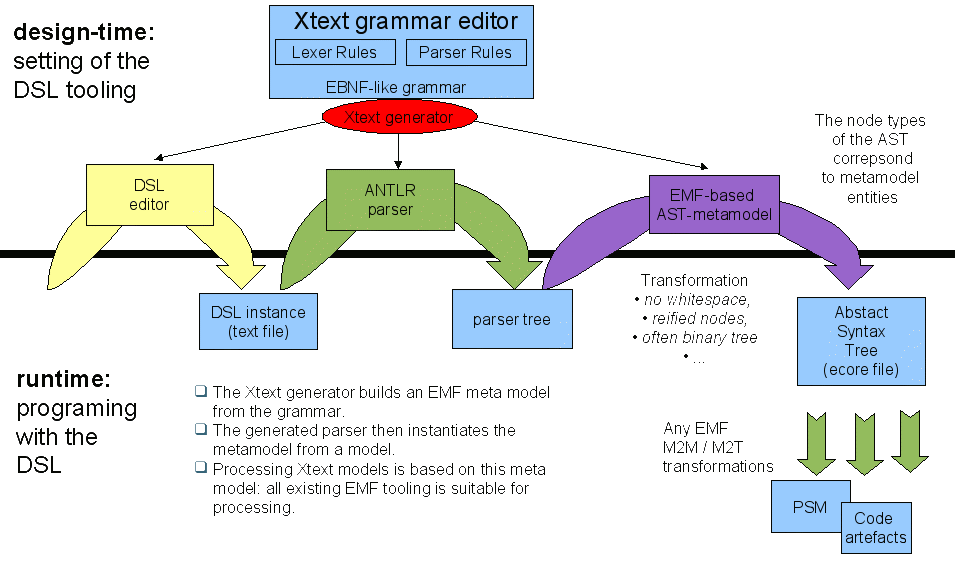 Xtext grammar editor
Lexer Rules
Parser Rules
EBNF-like grammar
Xtext generator
design-time:
setting of the
DSL tooling
The node types
of the AST
correpsond
to metamodel
entities
DSL
editor
ANTLR
parser
EMF-based
AST-metamodel
DSL instance
(text file)
parser tree
Transformation
• no whitespace,
• reified nodes,
• often binary tree
• ...
Abstact
Syntax
Tree
(ecore file)
runtime:
programing
with the
DSL
❑ The Xtext generator builds an EMF meta model
from the grammar.
❑ The generated parser then instantiates the
metamodel from a model.
❑ Processing Xtext models is based on this meta
model: all existing EMF tooling is suitable for
processing.
Any EMF
M2M / M2T
transformations
PSM
Code
artefacts